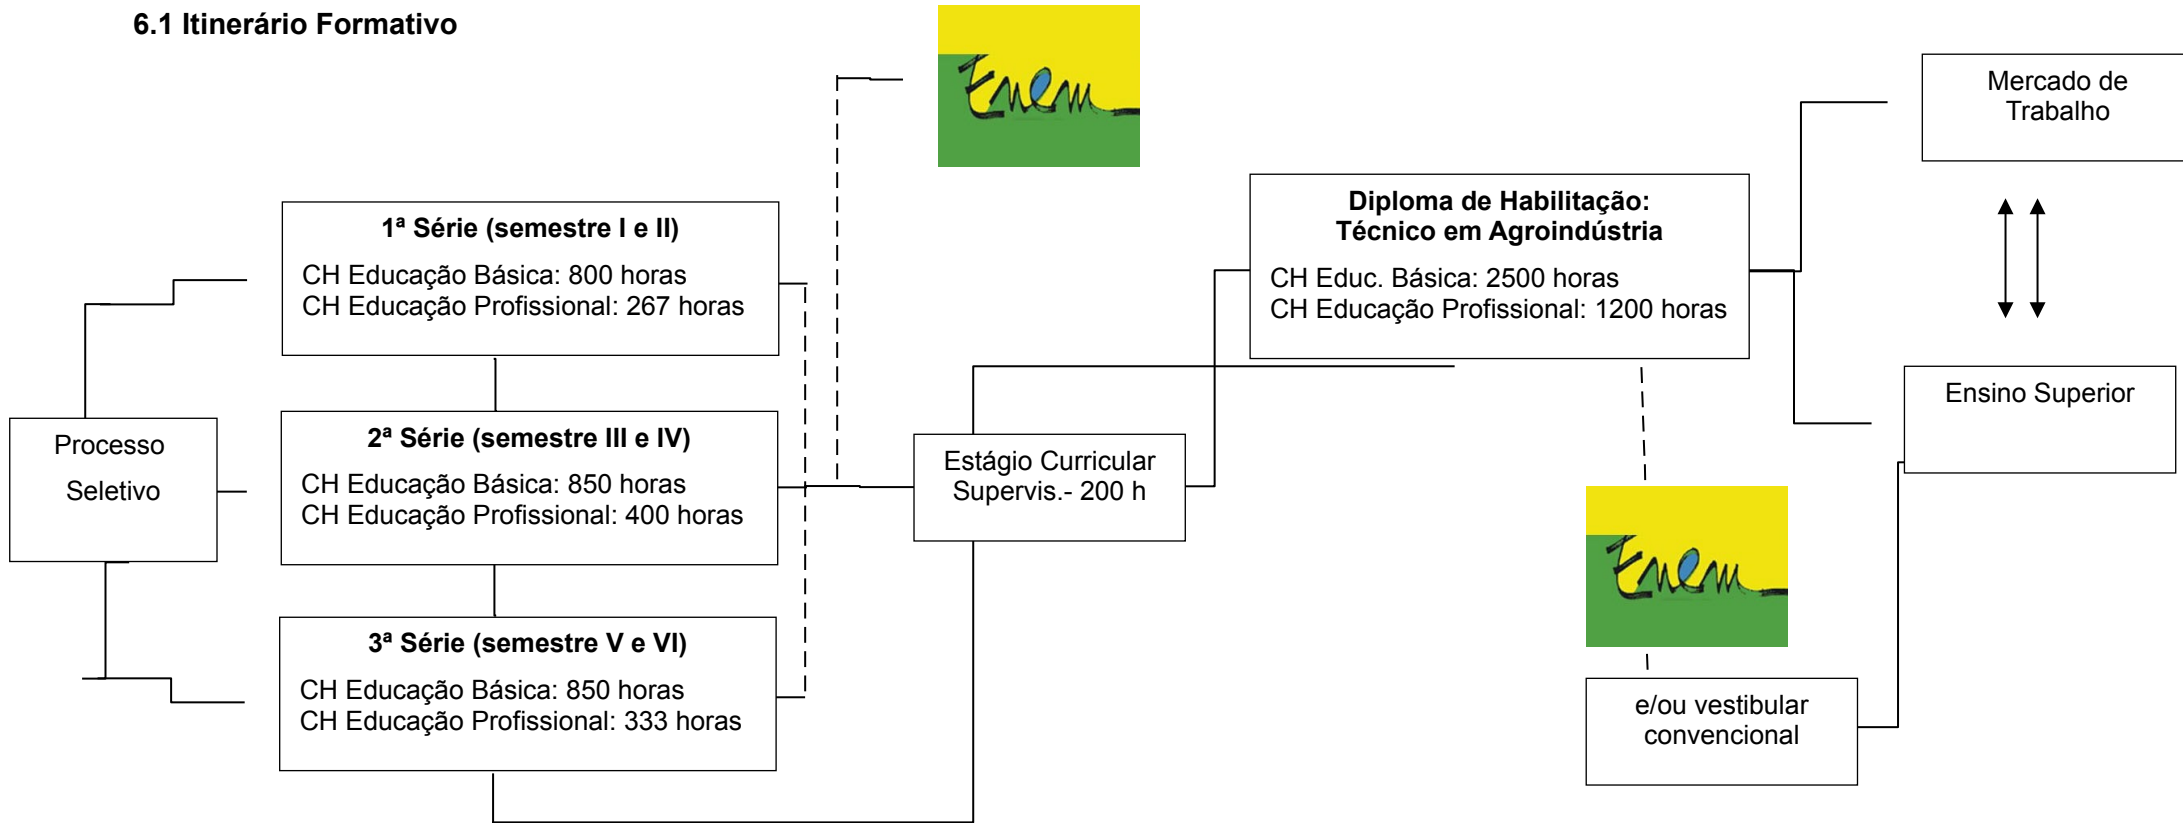 6.1 Itinerário Formativo
Enem
Mercado de
Trabalho
1ª Série (semestre I e II)
CH Educação Básica: 800 horas
CH Educação Profissional: 267 horas
Diploma de Habilitação:
Técnico em Agroindústria
CH Educ. Básica: 2500 horas
CH Educação Profissional: 1200 horas
Processo
Seletivo
2ª Série (semestre III e IV)
CH Educação Básica: 850 horas
CH Educação Profissional: 400 horas
Estágio Curricular
Supervis.- 200 h
Ensino Superior
Enem
3ª Série (semestre V e VI)
CH Educação Básica: 850 horas
CH Educação Profissional: 333 horas
e/ou vestibular
convencional